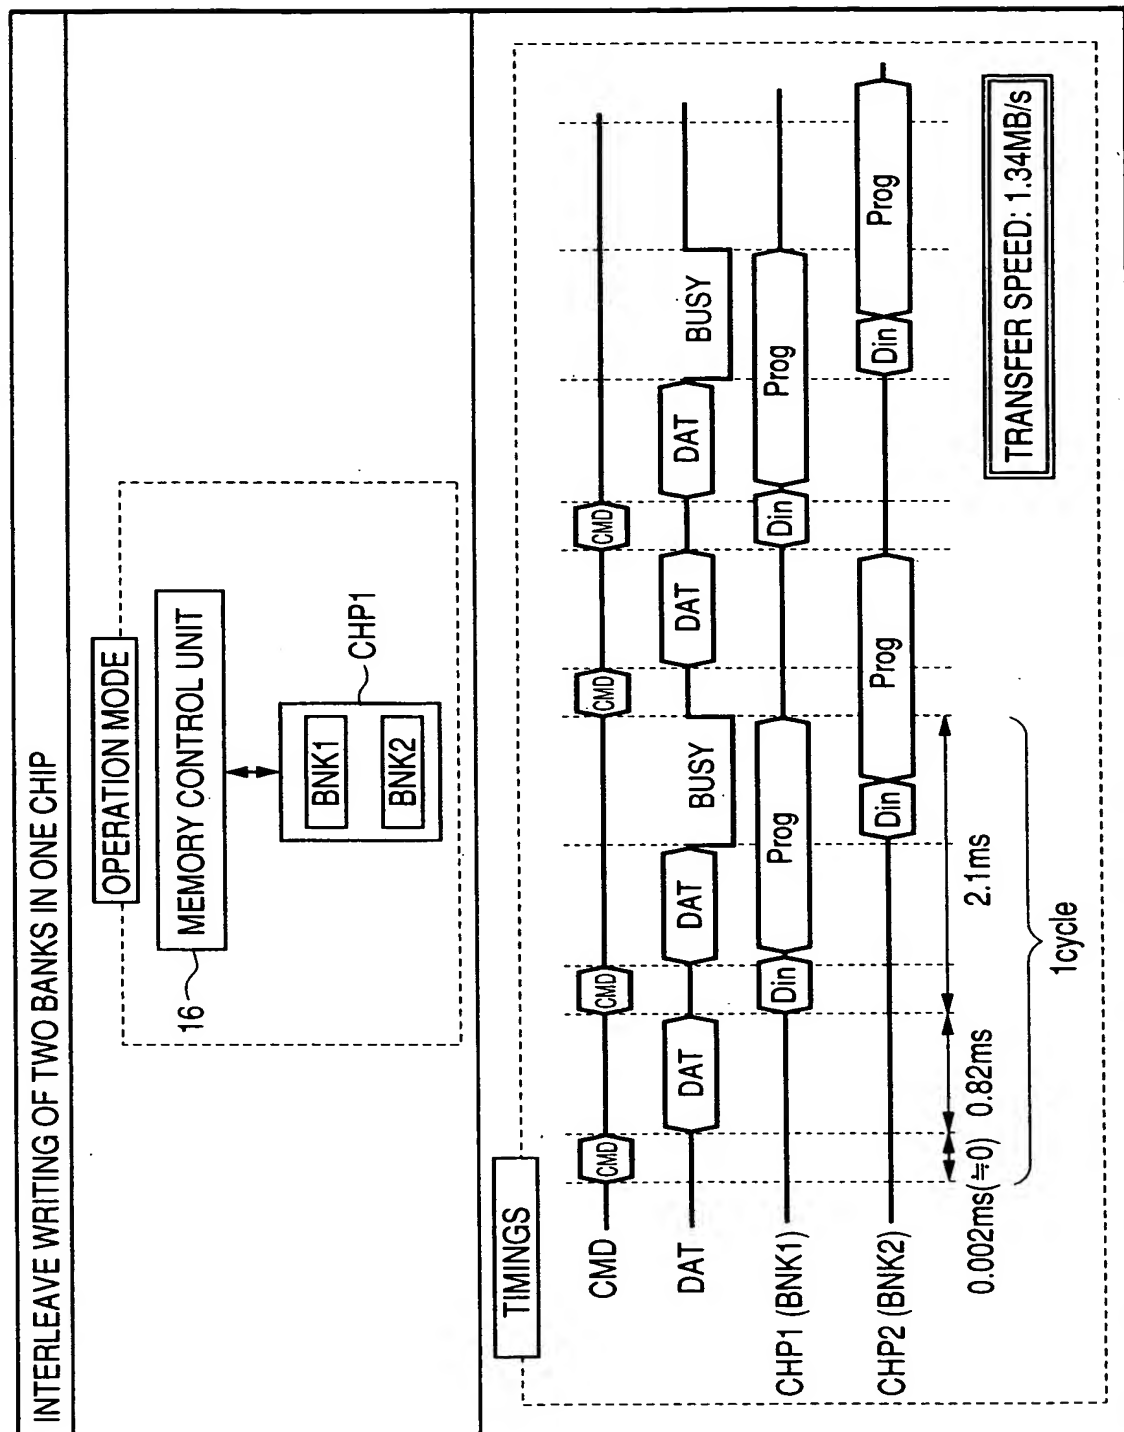 INTERLEAVE WRITING OF TWO BANKS IN ONE CHIP
OPERATION MODE
16
MEMORY CONTROL UNIT
CHP1
BNK1
BNK2
TIMINGS
CMD
CMD
CMD
CMD
CMD
DAT
DAT
DAT
BUSY
DAT
DAT
BUSY
CHP1 (BNK1)
Din
Prog
Din
Prog
CHP2 (BNK2)
Din
Prog
Din
Prog
0.002ms(≒0)
0.82ms
2.1ms
1cycle
TRANSFER SPEED: 1.34MB/s